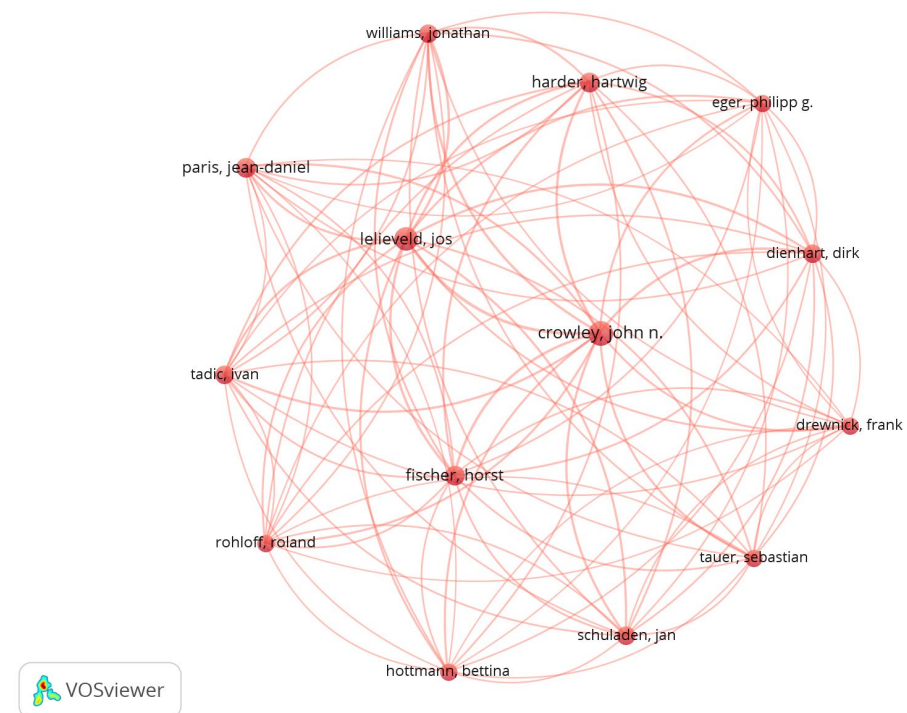 williams, jonathan
harder, hartwig
eger, philipp g.
paris, jean-daniel
lelieveld, jos
dienhart, dirk
crowley, john n.
tadic, ivan
drewnick, frank
fischer, horst
rohloff, roland
tauer, sebastian
schuladen, jan
hottmann, bettina
VOSviewer